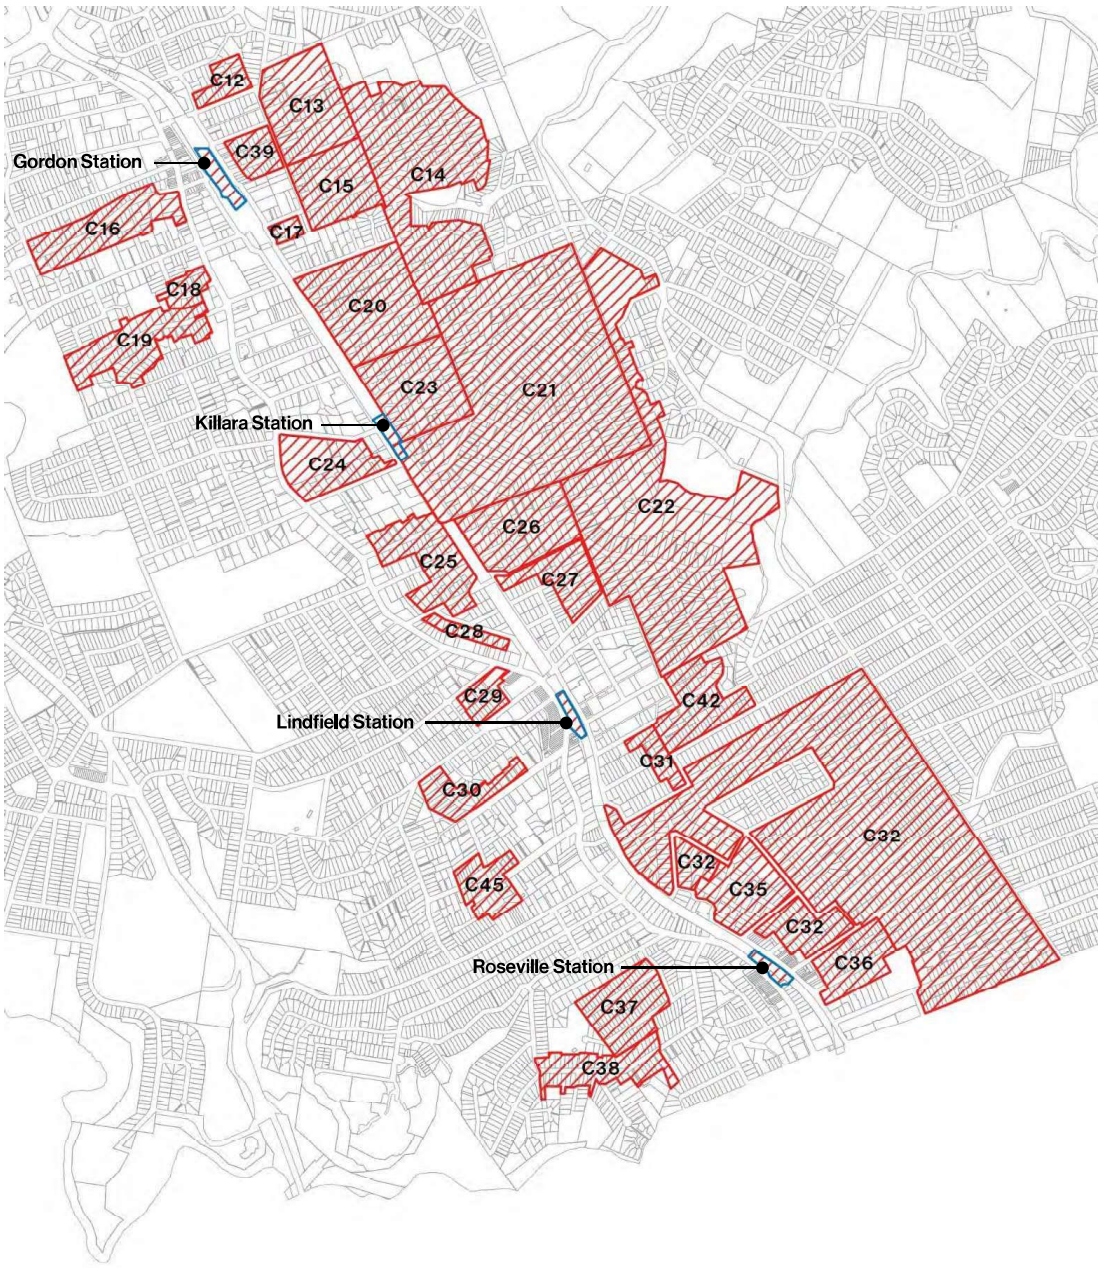 C12
C13
C39
Gordon Station
C14
C15
C16
C17
C18
C20
C19
C23
C21
Killara Station
C24
C22
C26
C25
C27
C28
C29
C42
Lindfield Station
C31
C30
C32
C32
C45
C35
C32
C36
Roseville Station
C37
C38